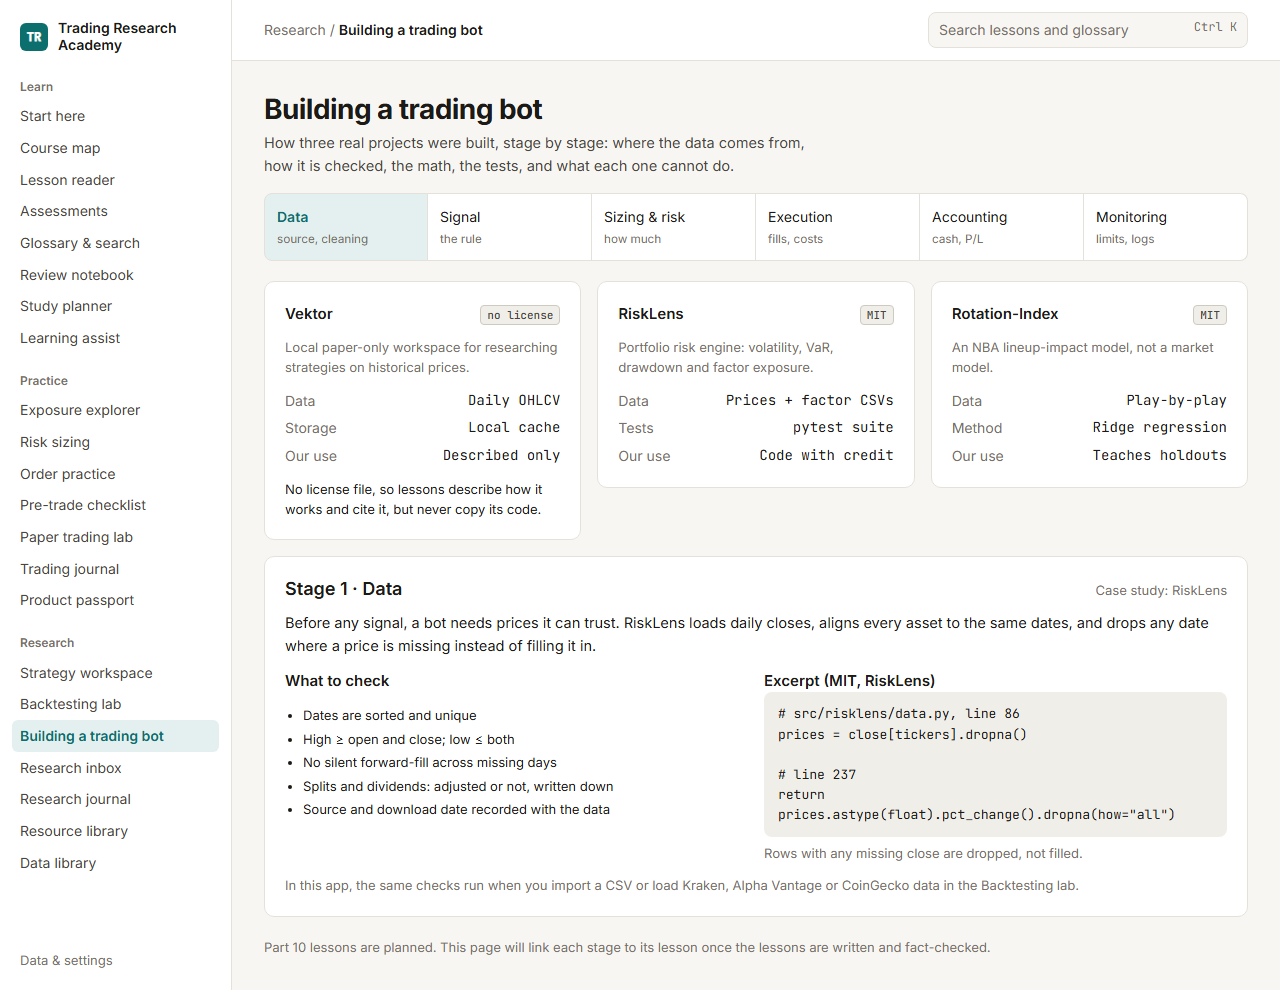 TR
Trading Research
Academy
Learn
Start here
Course map
Lesson reader
Assessments
Glossary & search
Review notebook
Study planner
Learning assist
Practice
Exposure explorer
Risk sizing
Order practice
Pre-trade checklist
Paper trading lab
Trading journal
Product passport
Research
Strategy workspace
Backtesting lab
Building a trading bot
Research inbox
Research journal
Resource library
Data library
Data & settings
Research / Building a trading bot
Search lessons and glossary Ctrl K
Building a trading bot
How three real projects were built, stage by stage: where the data comes from,
how it is checked, the math, the tests, and what each one cannot do.
Data
source, cleaning
Signal
the rule
Sizing & risk
how much
Execution
fills, costs
Accounting
cash, P/L
Monitoring
limits, logs
Vektor no license
Local paper-only workspace for researching
strategies on historical prices.
Data Daily OHLCV
Storage Local cache
Our use Described only
No license file, so lessons describe how it
works and cite it, but never copy its code.
RiskLens MIT
Portfolio risk engine: volatility, VaR,
drawdown and factor exposure.
Data Prices + factor CSVs
Tests pytest suite
Our use Code with credit
Rotation-Index MIT
An NBA lineup-impact model, not a market
model.
Data Play-by-play
Method Ridge regression
Our use Teaches holdouts
Stage 1 · Data Case study: RiskLens
Before any signal, a bot needs prices it can trust. RiskLens loads daily closes, aligns every asset to the same dates, and drops any date
where a price is missing instead of filling it in.
What to check
• Dates are sorted and unique
• High ≥ open and close; low ≤ both
• No silent forward-fill across missing days
• Splits and dividends: adjusted or not, written down
• Source and download date recorded with the data
Excerpt (MIT, RiskLens)
# src/risklens/data.py, line 86
prices = close[tickers].dropna()
# line 237
return
prices.astype(float).pct_change().dropna(how="all")
Rows with any missing close are dropped, not filled.
In this app, the same checks run when you import a CSV or load Kraken, Alpha Vantage or CoinGecko data in the Backtesting lab.
Part 10 lessons are planned. This page will link each stage to its lesson once the lessons are written and fact-checked.